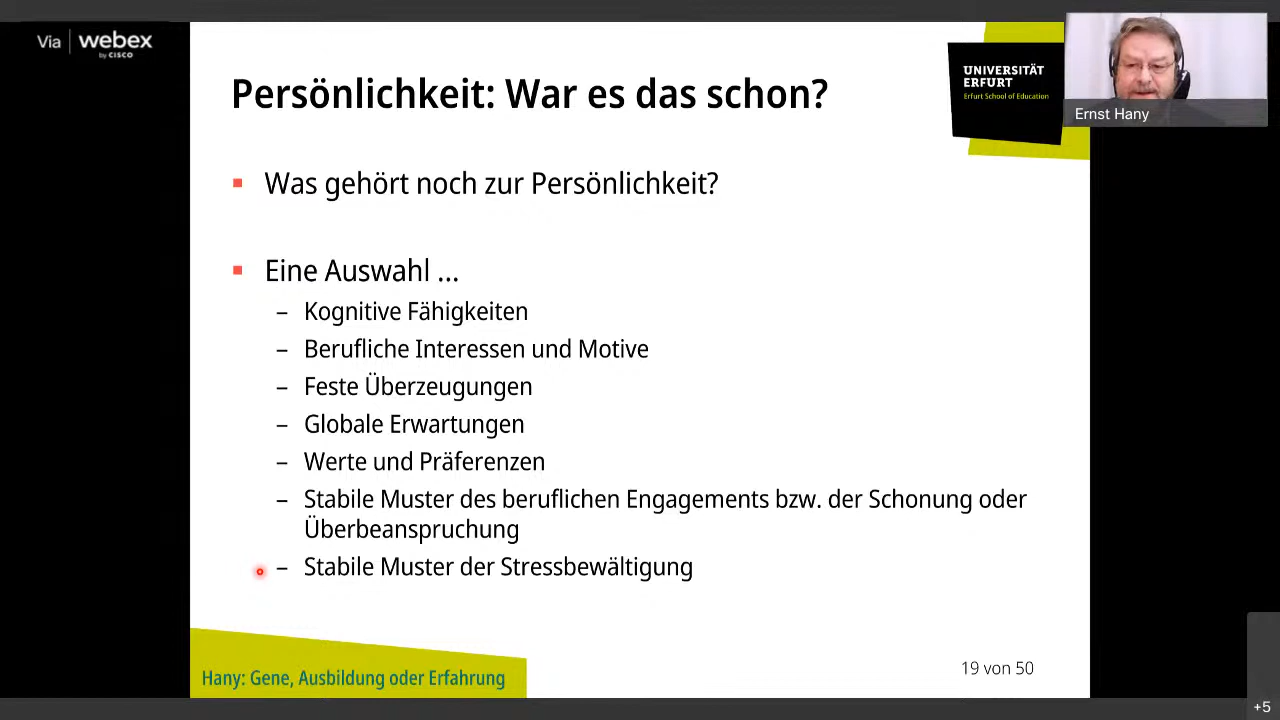 Via webex
by CISCO
Persönlichkeit: War es das schon?
UNIVERSITÄT
ERFURT
Erfurt School of Education
Ernst Hany
Was gehört noch zur Persönlichkeit?
Eine Auswahl ...
– Kognitive Fähigkeiten
– Berufliche Interessen und Motive
– Feste Überzeugungen
– Globale Erwartungen
– Werte und Präferenzen
– Stabile Muster des beruflichen Engagements bzw. der Schonung oder
Überbeanspruchung
– Stabile Muster der Stressbewältigung
Hany: Gene, Ausbildung oder Erfahrung
19 von 50
+5